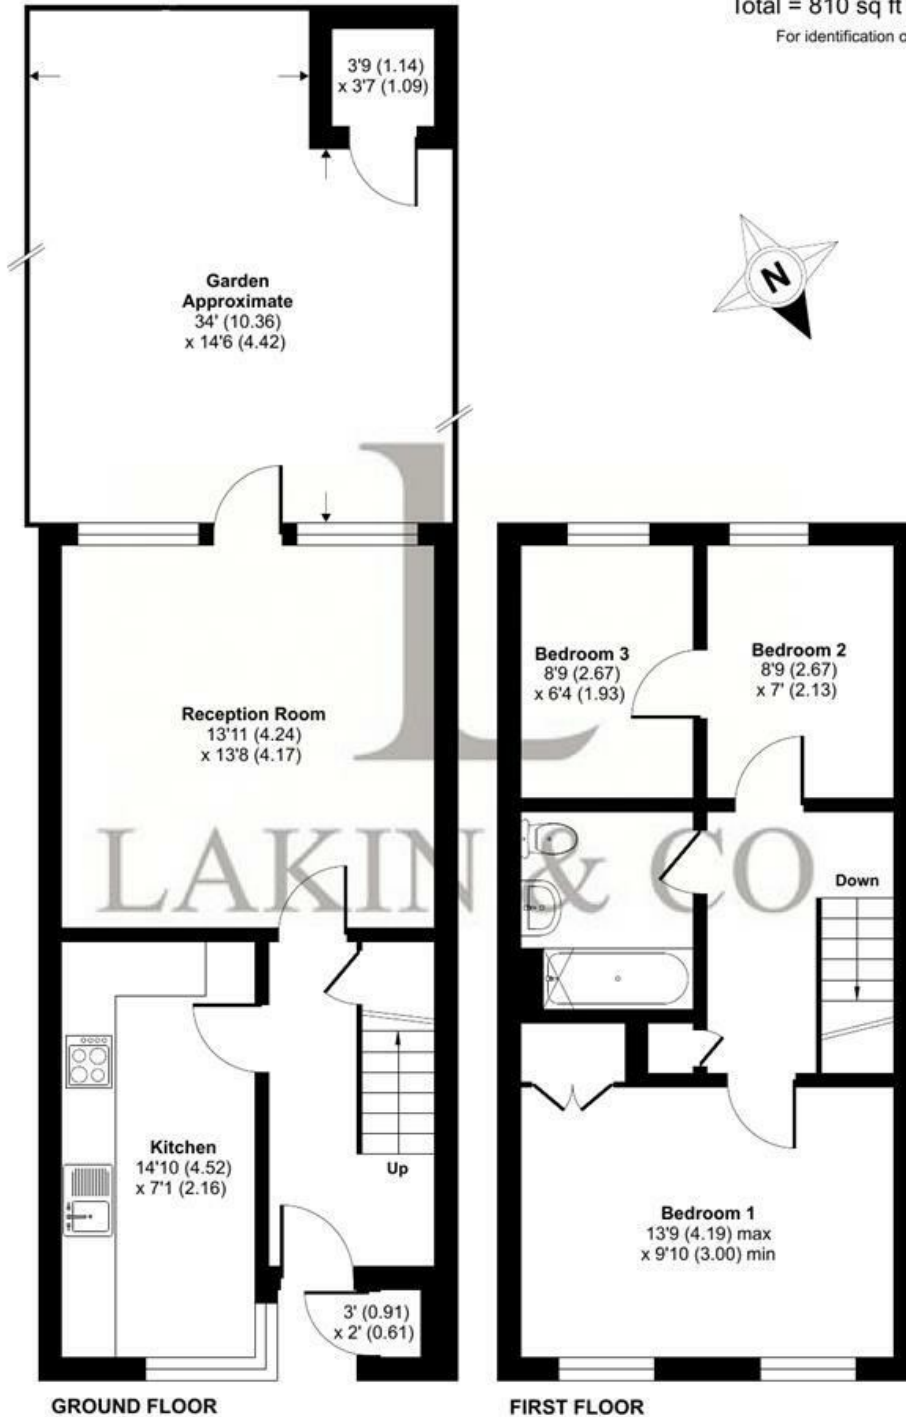 Total = 810 sq ft
For identification o
3'9 (1.14)
x 3'7 (1.09)
N
Garden
Approximate
34' (10.36)
x 14'6 (4.42)
Reception Room
13'11 (4.24)
x 13'8 (4.17)
Bedroom 3
8'9 (2.67)
x 6'4 (1.93)
Bedroom 2
8'9 (2.67)
x 7' (2.13)
L
LAKIN & CO
Down
Kitchen
14'10 (4.52)
x 7'1 (2.16)
Up
Bedroom 1
13'9 (4.19) max
x 9'10 (3.00) min
3' (0.91)
x 2' (0.61)
GROUND FLOOR
FIRST FLOOR